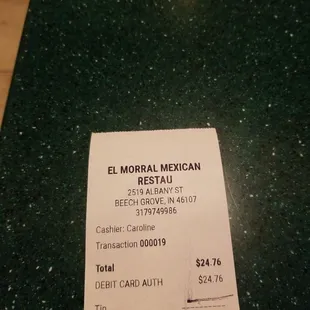 EL MORRAL MEXICAN
RESTAU
2519 ALBANY ST
BEECH GROVE, IN 46107
3179749986
Cashier: Caroline
Transaction 000019
Total $24.76
DEBIT CARD AUTH $24.76
Tip